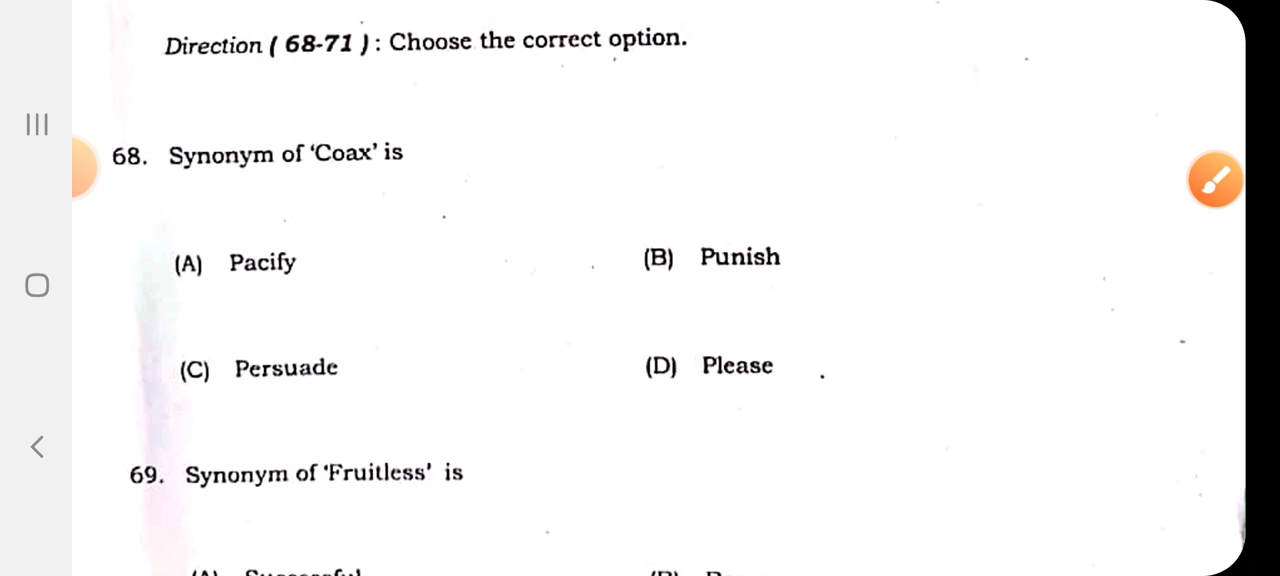 Direction ( 68-71 ) : Choose the correct option.
68. Synonym of ‘Coax’ is
(A) Pacify (B) Punish
(C) Persuade (D) Please
69. Synonym of ‘Fruitless’ is